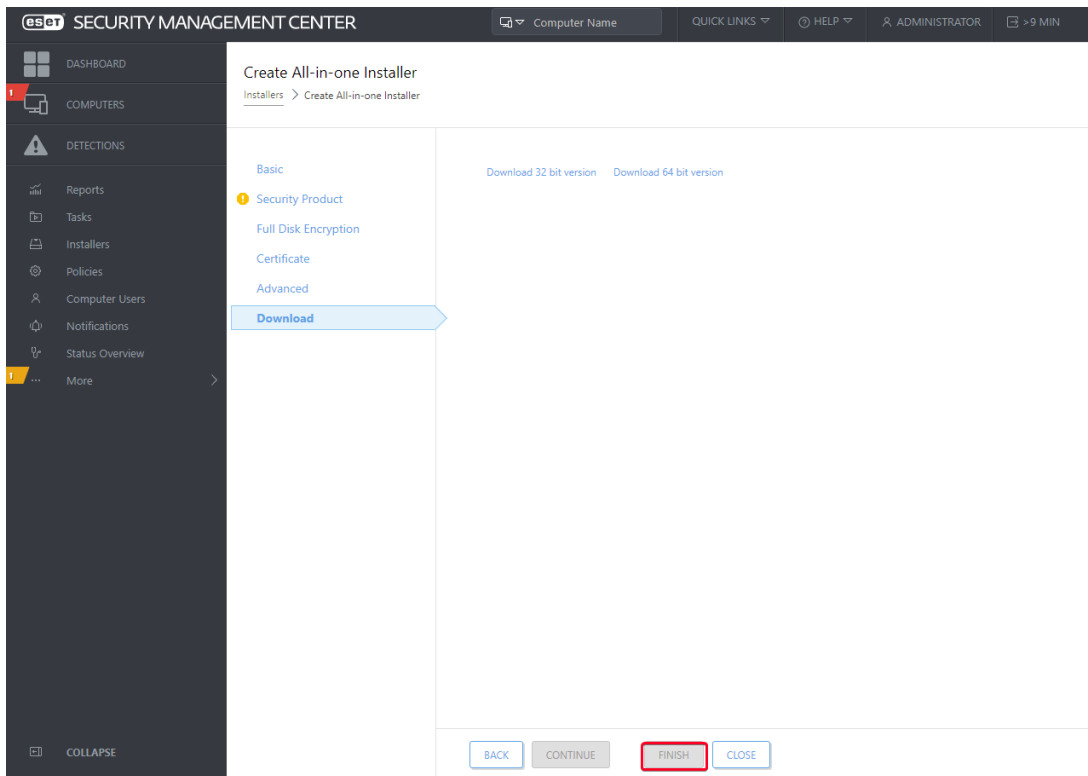 eset SECURITY MANAGEMENT CENTER
Computer Name
QUICK LINKS
HELP
ADMINISTRATOR
>9 MIN
DASHBOARD
1
COMPUTERS
DETECTIONS
Reports
Tasks
Installers
Policies
Computer Users
Notifications
Status Overview
1
More
COLLAPSE
Create All-in-one Installer
Installers > Create All-in-one Installer
Basic
Security Product
Full Disk Encryption
Certificate
Advanced
Download
Download 32 bit version Download 64 bit version
BACK CONTINUE FINISH CLOSE